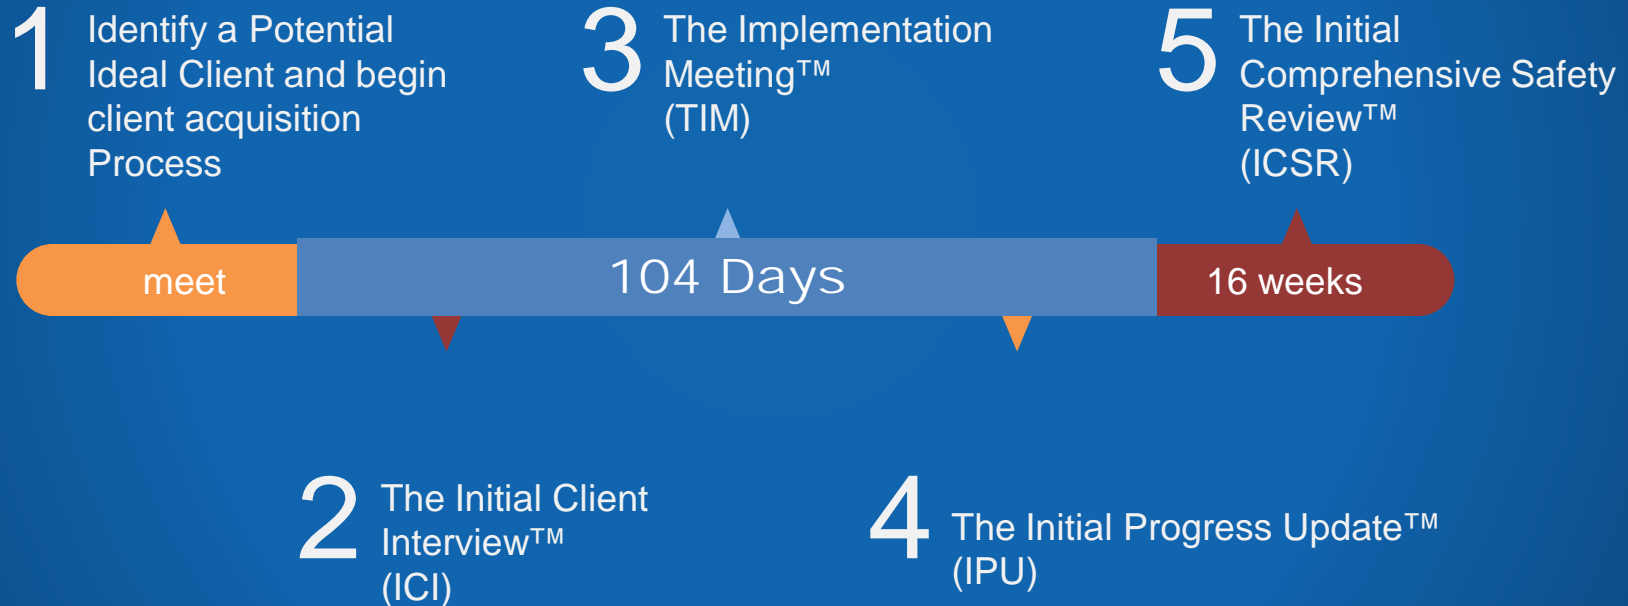 1
Identify a Potential
Ideal Client and begin
client acquisition
Process
3
The Implementation
Meeting™
(TIM)
5
The Initial
Comprehensive Safety
Review™
(ICSR)
meet
104 Days
16 weeks
2
The Initial Client
Interview™
(ICI)
4
The Initial Progress Update™
(IPU)